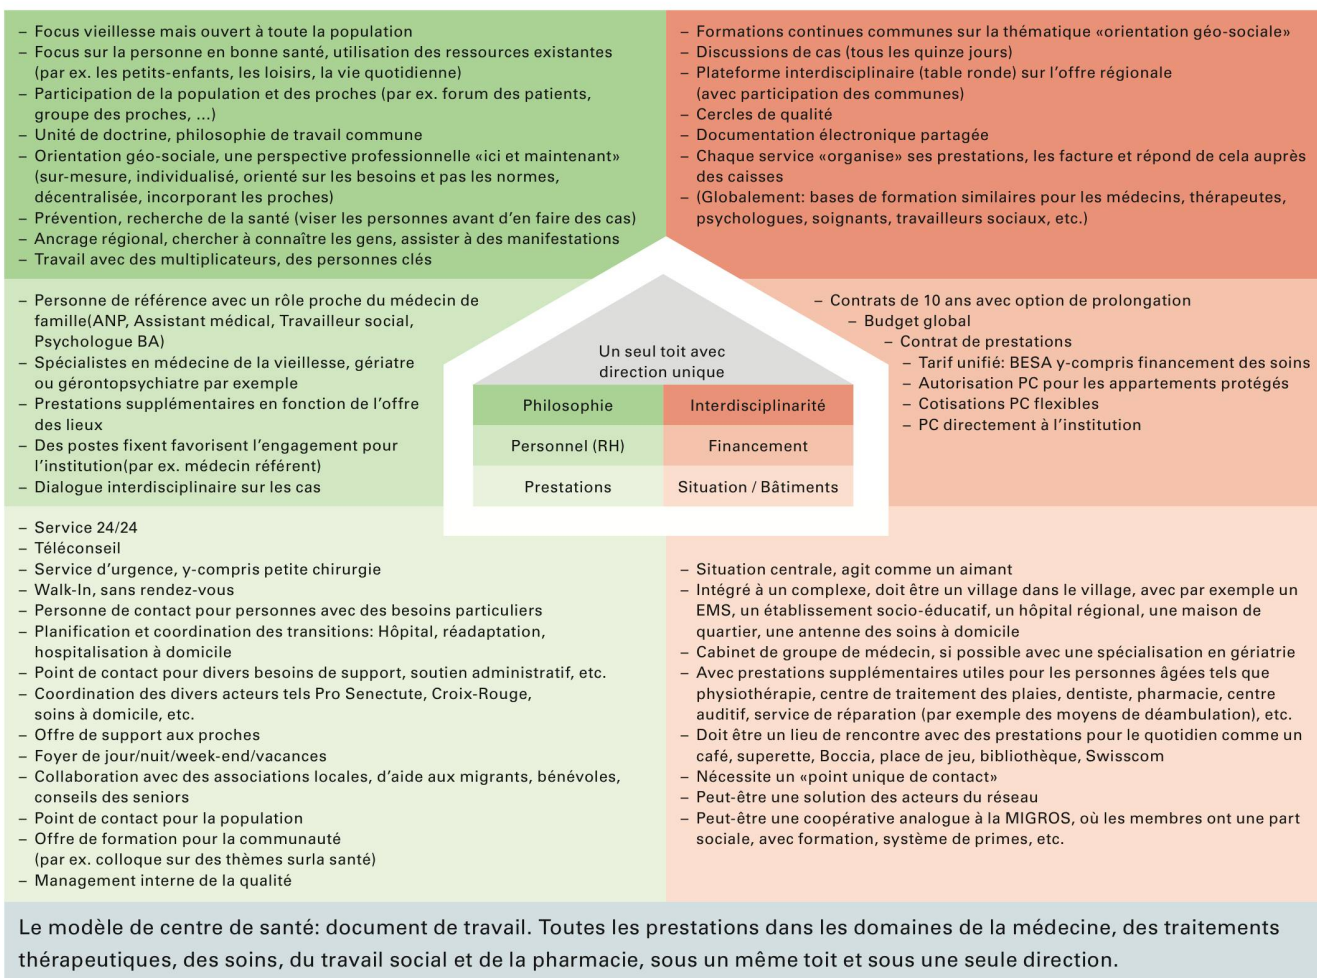 – Focus vieillesse mais ouvert à toute la population
– Focus sur la personne en bonne santé, utilisation des ressources existantes
(par ex. les petits-enfants, les loisirs, la vie quotidienne)
– Participation de la population et des proches (par ex. forum des patients,
groupe des proches, ...)
– Unité de doctrine, philosophie de travail commune
– Orientation géo-sociale, une perspective professionnelle «ici et maintenant»
(sur-mesure, individualisé, orienté sur les besoins et pas les normes,
décentralisée, incorporant les proches)
– Prévention, recherche de la santé (viser les personnes avant d'en faire des cas)
– Ancrage régional, chercher à connaître les gens, assister à des manifestations
– Travail avec des multiplicateurs, des personnes clés
– Formations continues communes sur la thématique «orientation géo-sociale»
– Discussions de cas (tous les quinze jours)
– Plateforme interdisciplinaire (table ronde) sur l'offre régionale
(avec participation des communes)
– Cercles de qualité
– Documentation électronique partagée
– Chaque service «organise» ses prestations, les facture et répond de cela auprès
des caisses
– (Globalement: bases de formation similaires pour les médecins, thérapeutes,
psychologues, soignants, travailleurs sociaux, etc.)
– Personne de référence avec un rôle proche du médecin de
famille(ANP, Assistant médical, Travailleur social,
Psychologue BA)
– Spécialistes en médecine de la vieillesse, gériatre
ou gérontopsychiatre par exemple
– Prestations supplémentaires en fonction de l'offre
des lieux
– Des postes fixent favorisent l'engagement pour
l'institution(par ex. médecin référent)
– Dialogue interdisciplinaire sur les cas
Un seul toit avec
direction unique
Philosophie
Interdisciplinarité
Personnel (RH)
Financement
Prestations
Situation / Bâtiments
– Contrats de 10 ans avec option de prolongation
– Budget global
– Contrat de prestations
– Tarif unifié: BESA y-compris financement des soins
– Autorisation PC pour les appartements protégés
– Cotisations PC flexibles
– PC directement à l'institution
– Service 24/24
– Téléconseil
– Service d'urgence, y-compris petite chirurgie
– Walk-In, sans rendez-vous
– Personne de contact pour personnes avec des besoins particuliers
– Planification et coordination des transitions: Hôpital, réadaptation,
hospitalisation à domicile
– Point de contact pour divers besoins de support, soutien administratif, etc.
– Coordination des divers acteurs tels Pro Senectute, Croix-Rouge,
soins à domicile, etc.
– Offre de support aux proches
– Foyer de jour/nuit/week-end/vacances
– Collaboration avec des associations locales, d'aide aux migrants, bénévoles,
conseils des seniors
– Point de contact pour la population
– Offre de formation pour la communauté
(par ex. colloque sur des thèmes surla santé)
– Management interne de la qualité
– Situation centrale, agit comme un aimant
– Intégré à un complexe, doit être un village dans le village, avec par exemple un
EMS, un établissement socio-éducatif, un hôpital régional, une maison de
quartier, une antenne des soins à domicile
– Cabinet de groupe de médecin, si possible avec une spécialisation en gériatrie
– Avec prestations supplémentaires utiles pour les personnes âgées tels que
physiothérapie, centre de traitement des plaies, dentiste, pharmacie, centre
auditif, service de réparation (par exemple des moyens de déambulation), etc.
– Doit être un lieu de rencontre avec des prestations pour le quotidien comme un
café, superette, Boccia, place de jeu, bibliothèque, Swisscom
– Nécessite un «point unique de contact»
– Peut-être une solution des acteurs du réseau
– Peut-être une coopérative analogue à la MIGROS, où les membres ont une part
sociale, avec formation, système de primes, etc.
Le modèle de centre de santé: document de travail. Toutes les prestations dans les domaines de la médecine, des traitements
thérapeutiques, des soins, du travail social et de la pharmacie, sous un même toit et sous une seule direction.